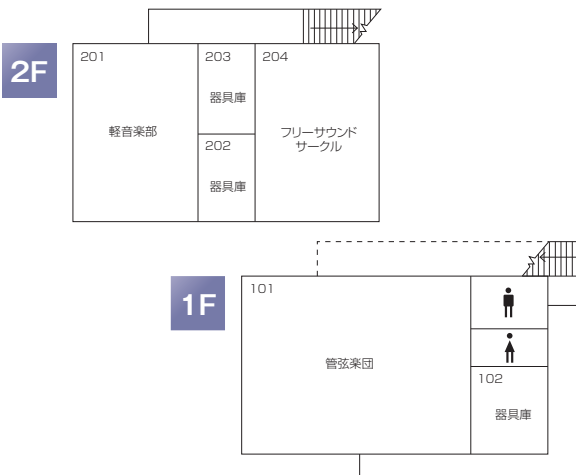 2F
201
軽音楽部
203
器具庫
202
器具庫
204
フリーサウンド
サークル
1F
101
管弦楽団
102
器具庫